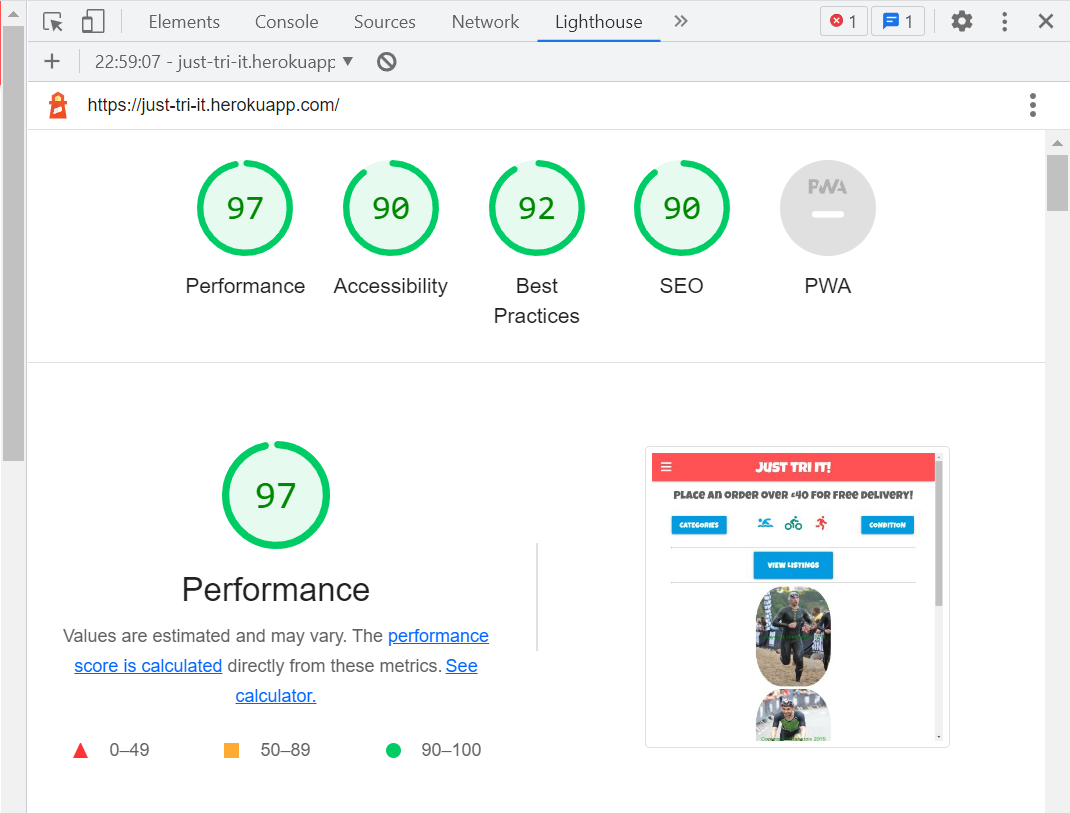 Elements Console Sources Network Lighthouse 1 1
22:59:07 - just-tri-it.herokuapp
https://just-tri-it.herokuapp.com/
97 90 92 90 PWA
Performance Accessibility Best Practices SEO PWA
97
Performance
Values are estimated and may vary. The performance
score is calculated directly from these metrics. See
calculator.
0–49 50–89 90–100
JUST TRI IT!
PLACE AN ORDER OVER £40 FOR FREE DELIVERY!
CATEGORIES CONDITION
VIEW LISTINGS